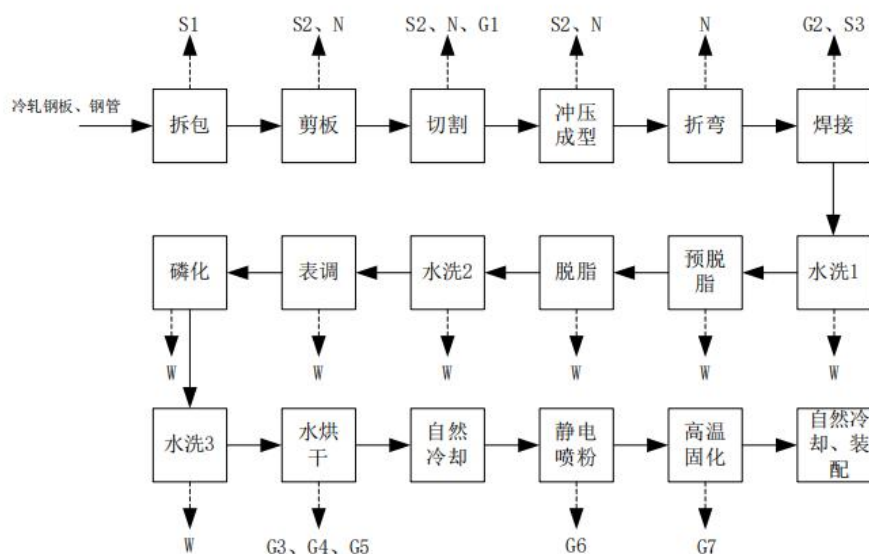 S1
S2、N
S2、N、G1
S2、N
N
G2、S3
冷轧钢板、钢管
拆包
剪板
切割
冲压
成型
折弯
焊接
磷化
表调
水洗2
脱脂
预脱
脂
水洗1
W
W
W
W
W
W
水洗3
水烘
干
自然
冷却
静电
喷粉
高温
固化
自然冷
却、装
配
W
G3、G4、G5
G6
G7